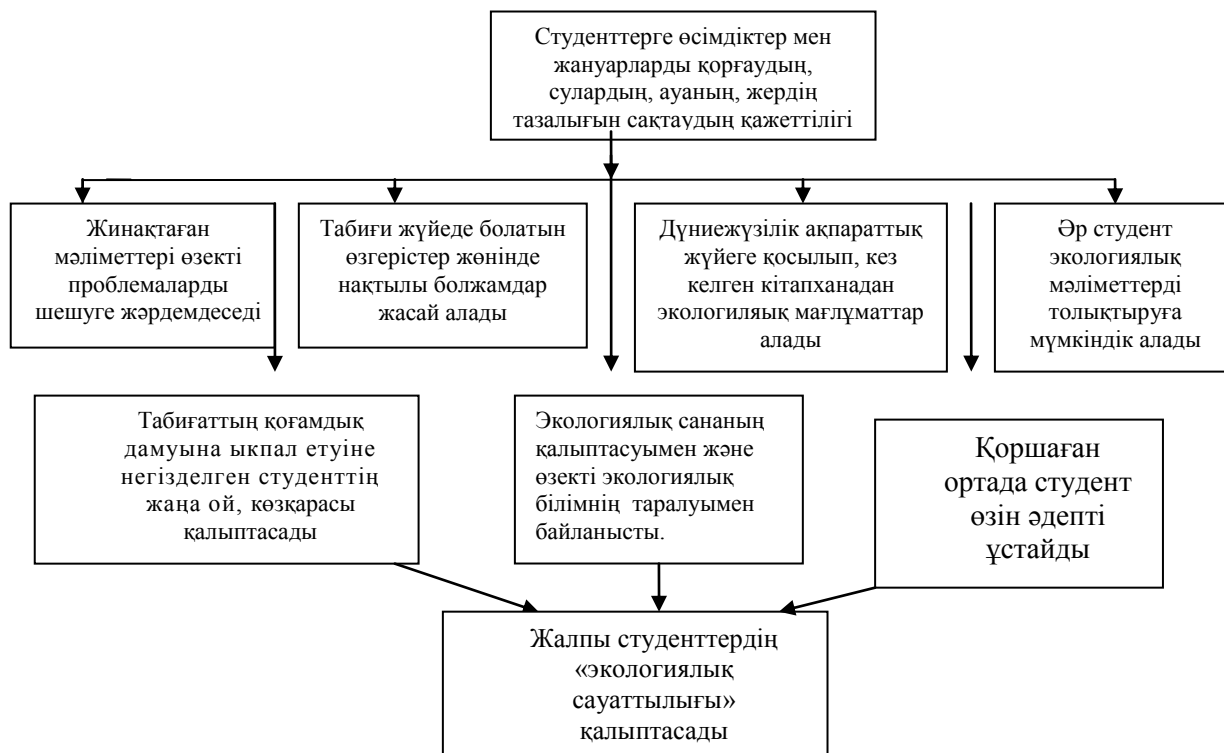 Студенттерге өсімдіктер мен
жануарларды қорғаудың,
сулардың, ауаның, жердің
тазалығын сақтаудың қажеттілігі
Жинақтаған
мәліметтері өзекті
проблемаларды
шешуге жәрдемдеседі
Табиғи жүйеде болатын
өзгерістер жөнінде
нақтылы болжамдар
жасай алады
Дүниежүзілік ақпараттық
жүйеге қосылып, кез
келген кітапханадан
экологиляық мағлұматтар
алады
Әр студент
экологиялық
мәліметтерді
толықтыруға
мүмкіндік алады
Табиғаттың қоғамдық
дамуына ыкпал етуіне
негізделген студенттің
жаңа ой, көзқарасы
қалыптасады
Экологиялық сананың
қалыптасуымен және
өзекті экологиялық
білімнің таралуымен
байланысты.
Қоршаған
ортада студент
өзін әдепті
ұстайды
Жалпы студенттердің
«экологиялық
сауаттылығы»
қалыптасады